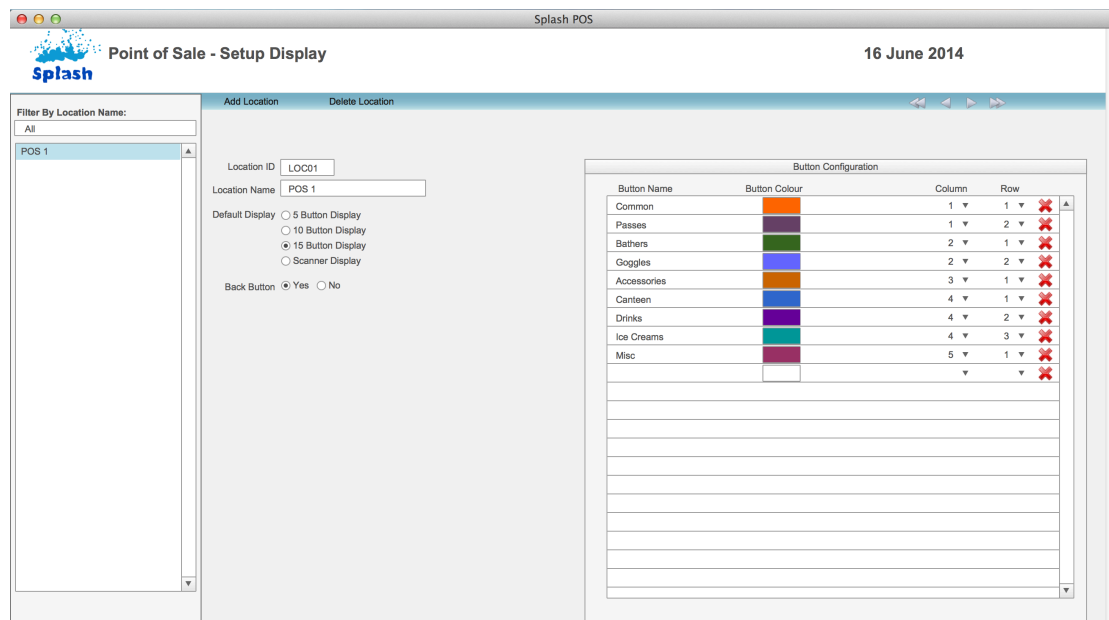 Splash POS
Splash
Point of Sale - Setup Display
16 June 2014
Add Location Delete Location
Filter By Location Name:
All
POS 1
Location ID LOC01
Location Name POS 1
Default Display 5 Button Display
10 Button Display
15 Button Display
Scanner Display
Back Button Yes No
Button Configuration
Button Name Button Colour Column Row
Common 1 1
Passes 1 2
Bathers 2 1
Goggles 2 2
Accessories 3 1
Canteen 4 1
Drinks 4 2
Ice Creams 4 3
Misc 5 1